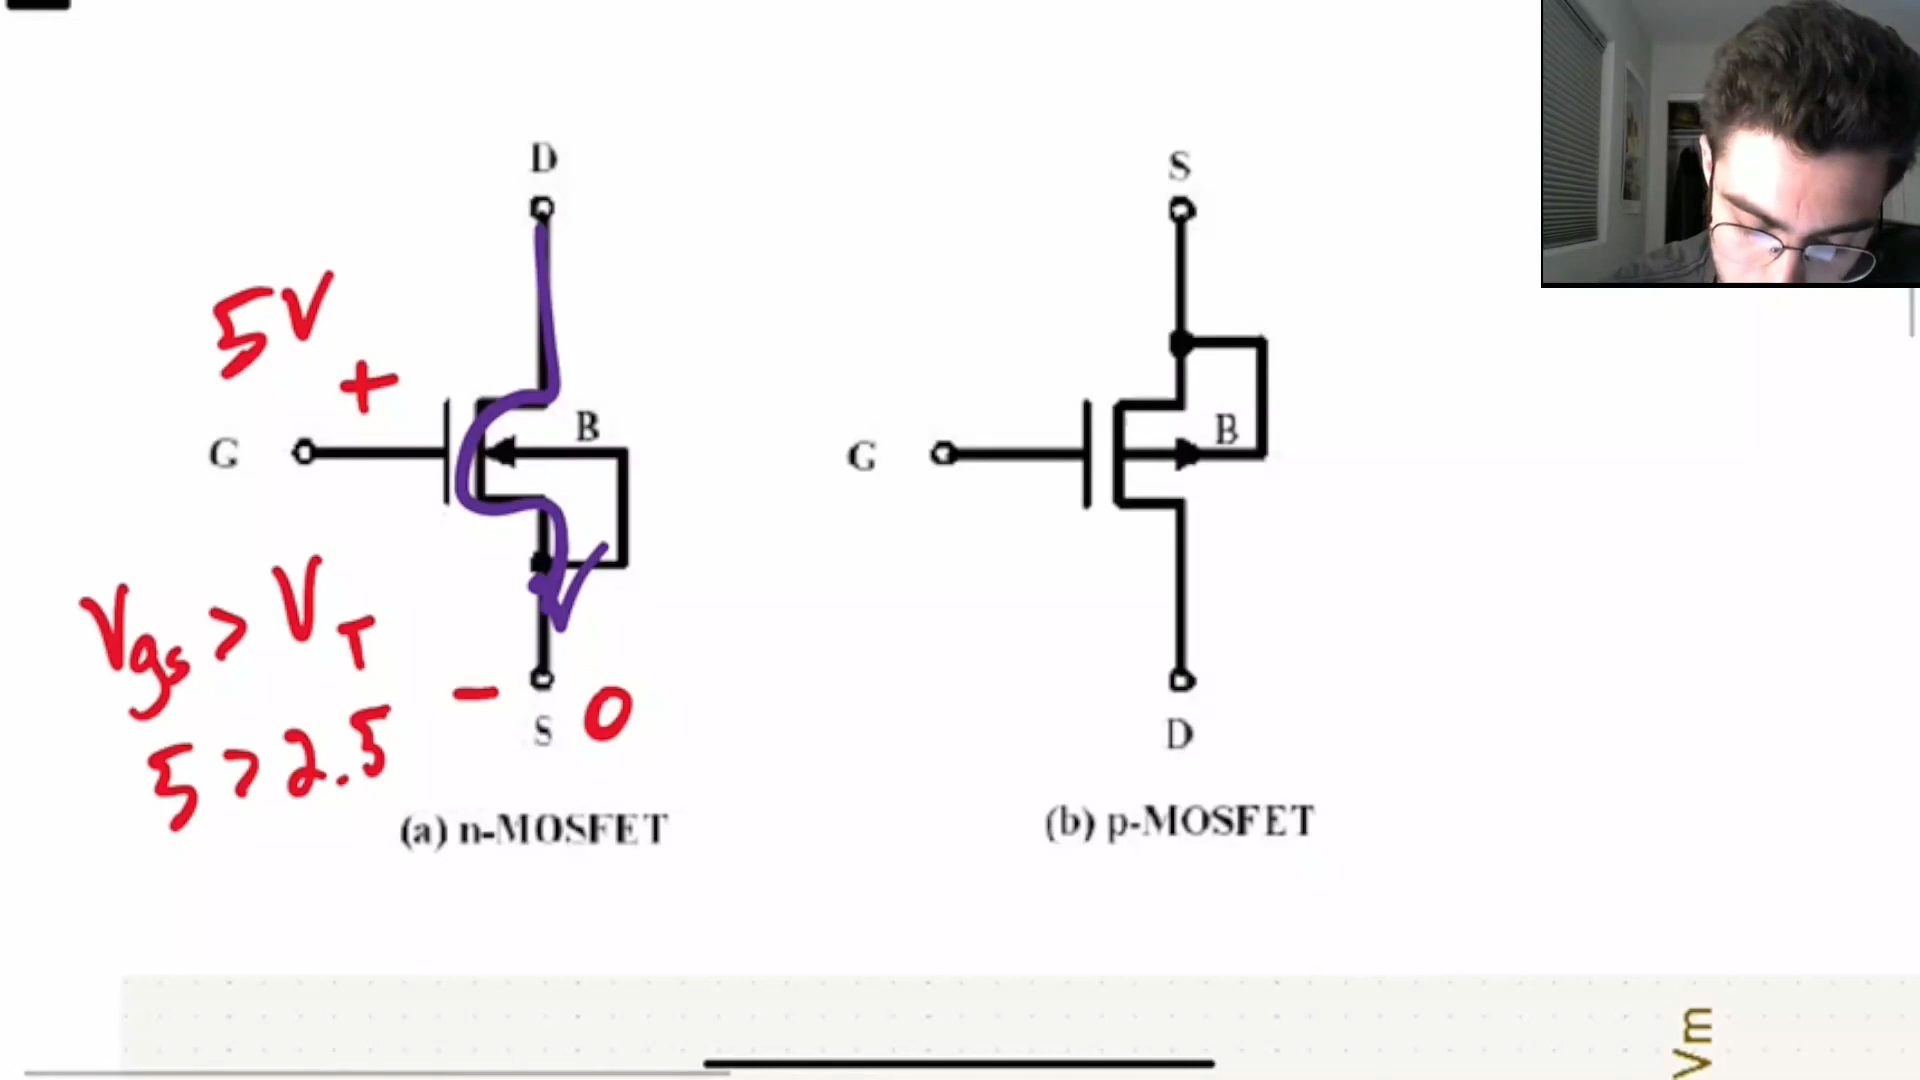 D
S
5V
+
B
B
G
G
Vgs > VT
- 0
S
D
5 > 2.5
(a) n-MOSFET
(b) p-MOSFET
Vm